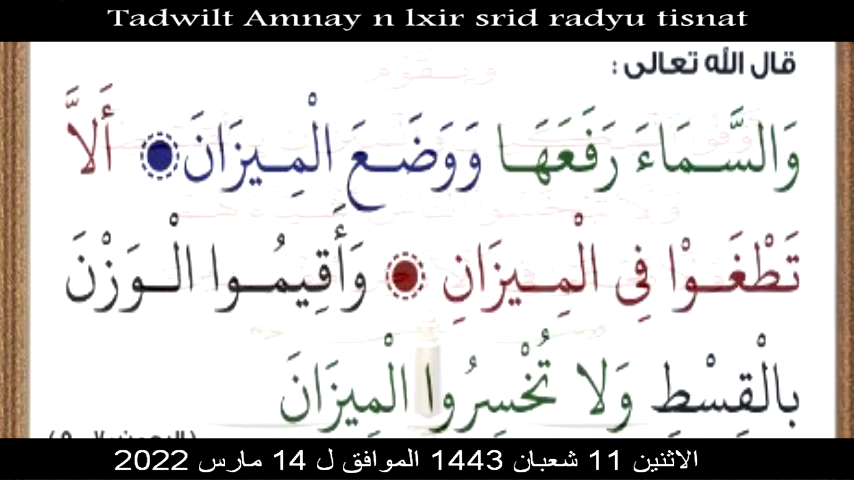 Tadwilt Amnay n lxir srid radyu tisnat
قال الله تعالى :
وَالسَّمَاءَ رَفَعَهَا وَوَضَعَ الْمِيزَانَ أَلَّا
تَطْغَوْا فِي الْمِيزَانِ وَأَقِيمُوا الْوَزْنَ
بِالْقِسْطِ وَلَا تُخْسِرُوا الْمِيزَانَ
الاثنين 11 شعبان 1443 الموافق ل 14 مارس 2022